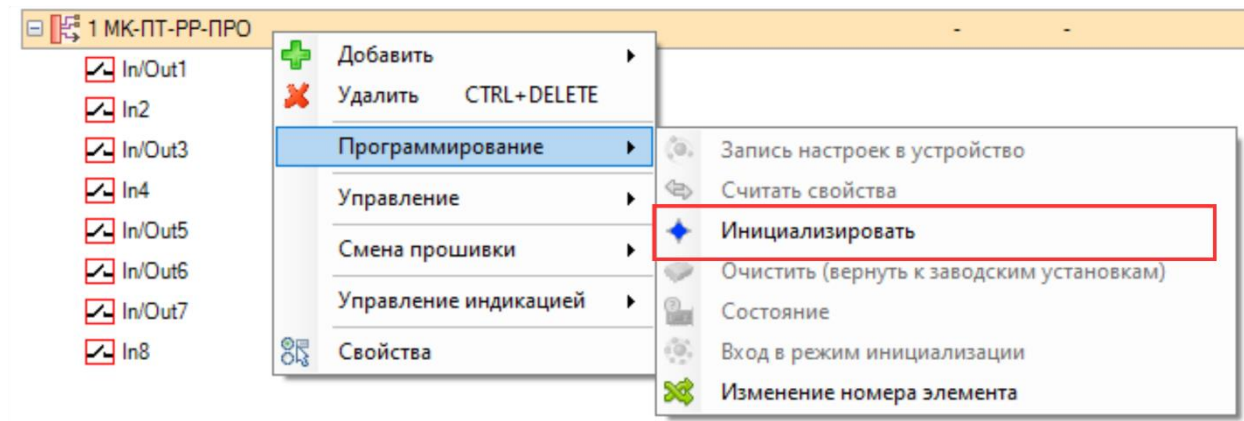 1 МК-ПТ-РР-ПРО - -
In/Out1
In2
In/Out3
In4
In/Out5
In/Out6
In/Out7
In8
Добавить
Удалить CTRL+DELETE
Программирование
Управление
Смена прошивки
Управление индикацией
Свойства
Запись настроек в устройство
Считать свойства
Инициализировать
Очистить (вернуть к заводским установкам)
Состояние
Вход в режим инициализации
Изменение номера элемента